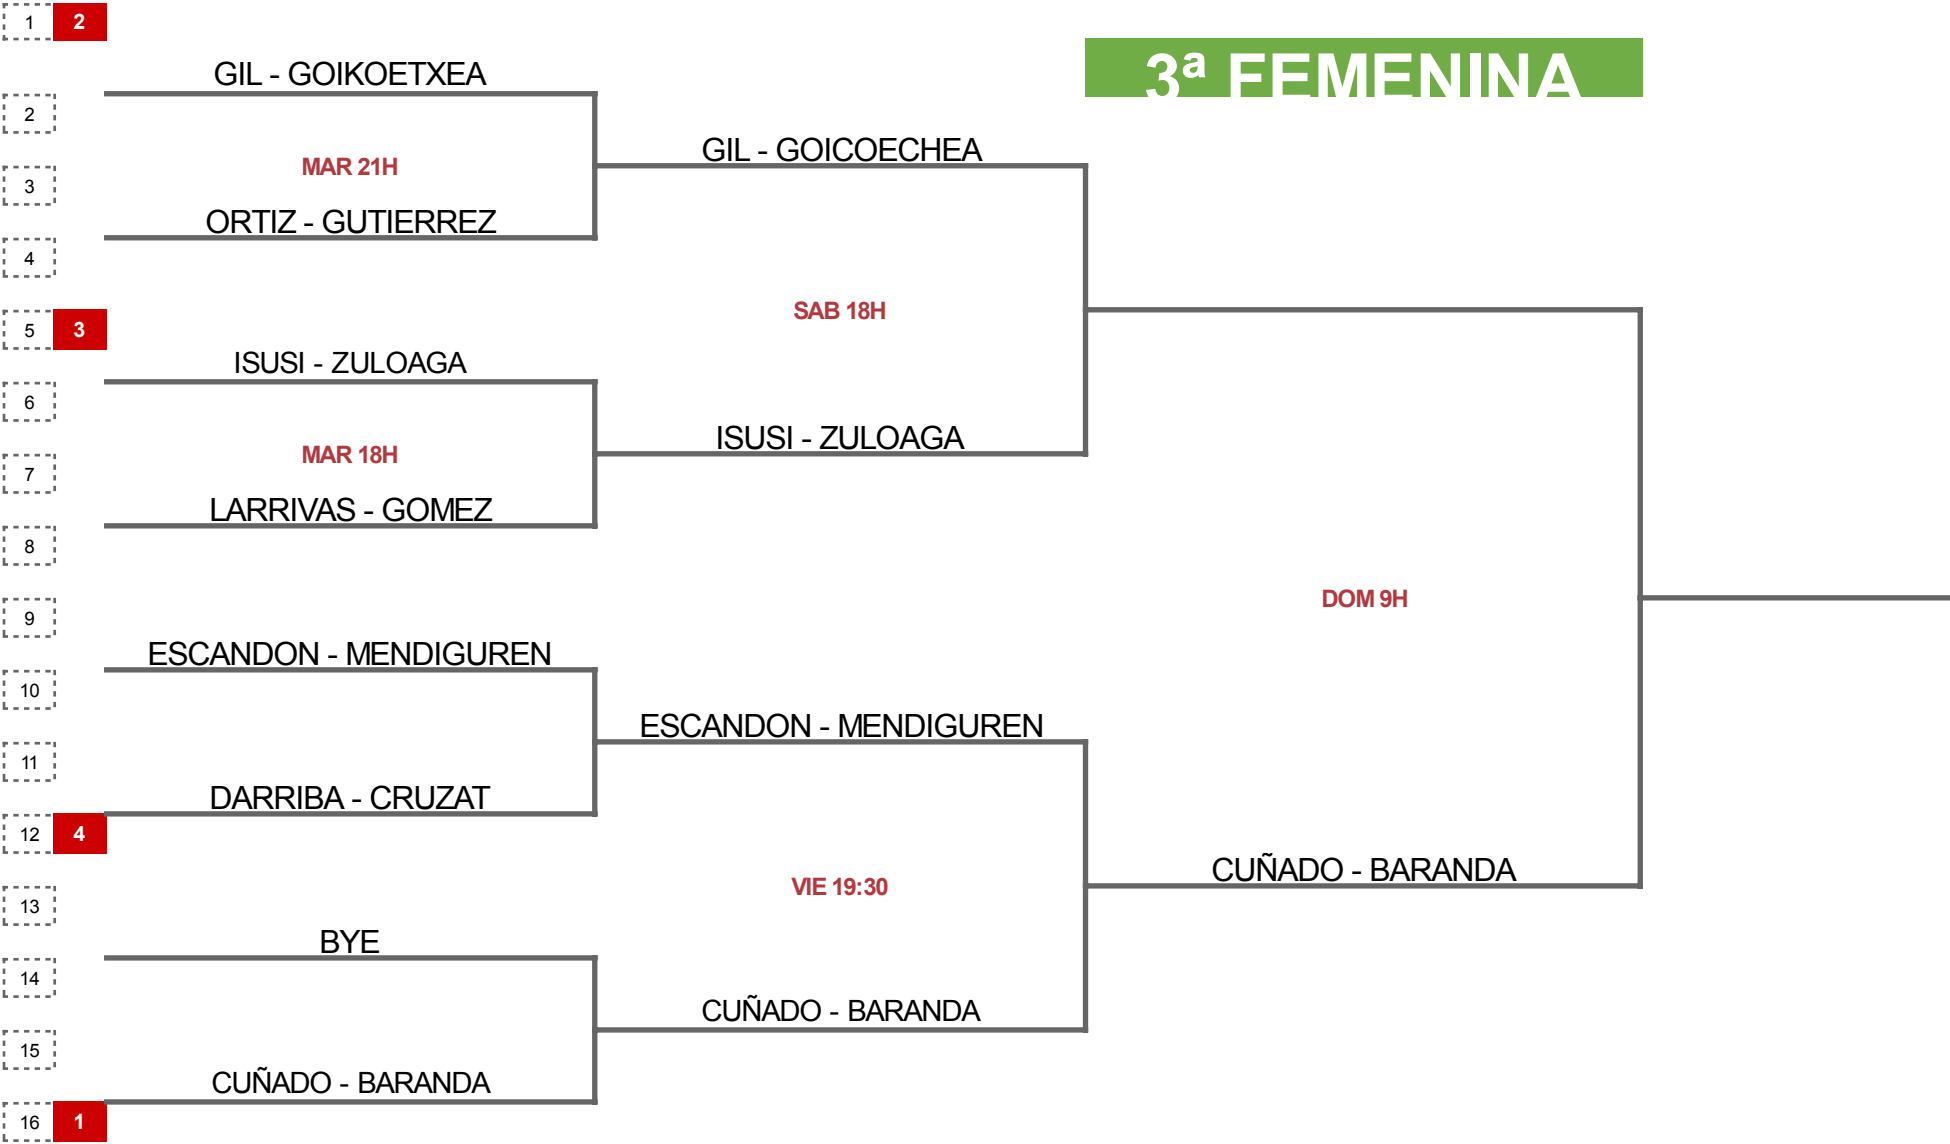 1 2
3ª FEMENINA
GIL - GOIKOETXEA
2
GIL - GOICOECHEA
MAR 21H
3
ORTIZ - GUTIERREZ
4
SAB 18H
5 3
ISUSI - ZULOAGA
6
ISUSI - ZULOAGA
MAR 18H
7
LARRIVAS - GOMEZ
8
DOM 9H
9
ESCANDON - MENDIGUREN
10
ESCANDON - MENDIGUREN
11
DARRIBA - CRUZAT
12 4
CUÑADO - BARANDA
VIE 19:30
13
BYE
14
CUÑADO - BARANDA
15
CUÑADO - BARANDA
16 1